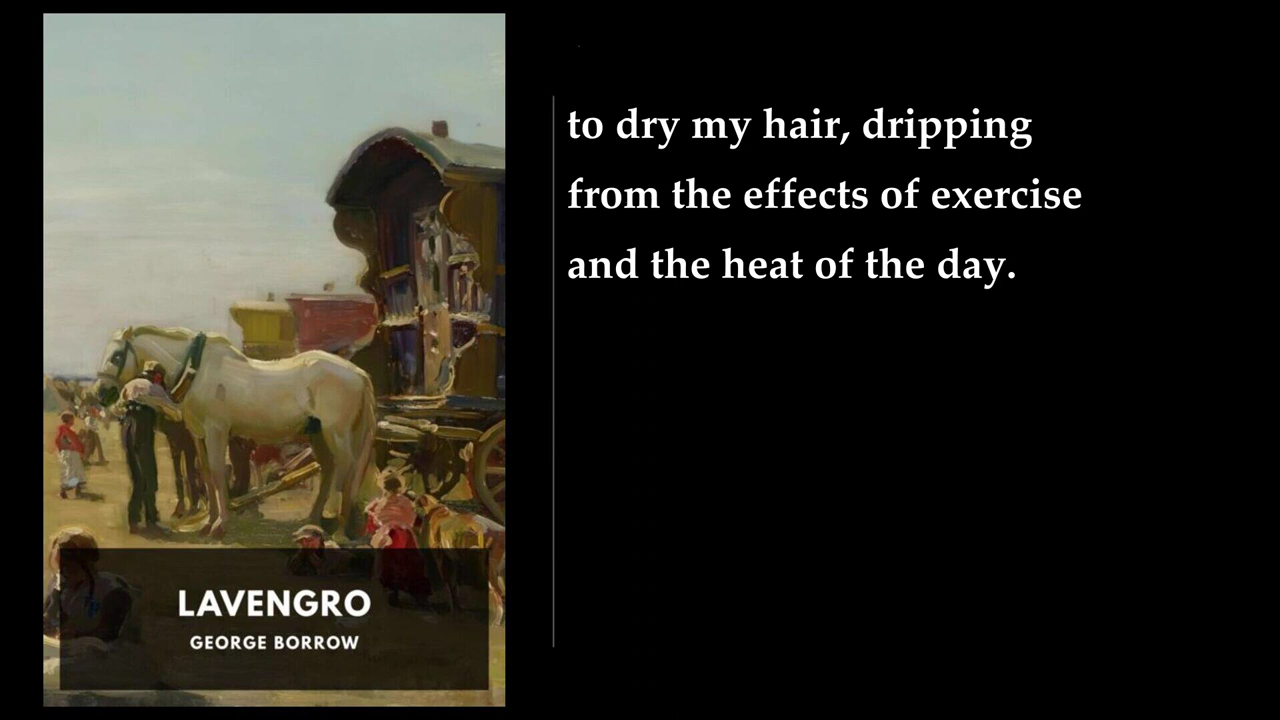 to dry my hair, dripping
from the effects of exercise
and the heat of the day.
LAVENGRO
GEORGE BORROW